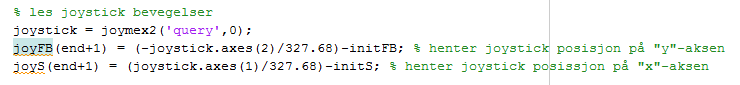 % les joystick bevegelser
joystick = joymex2('query',0);
joyFB(end+1) = (-joystick.axes(2)/327.68)-initFB; % henter joystick posisjon på "y"-aksen
joyS(end+1) = (joystick.axes(1)/327.68)-initS; % henter joystick posissjon på "x"-aksen